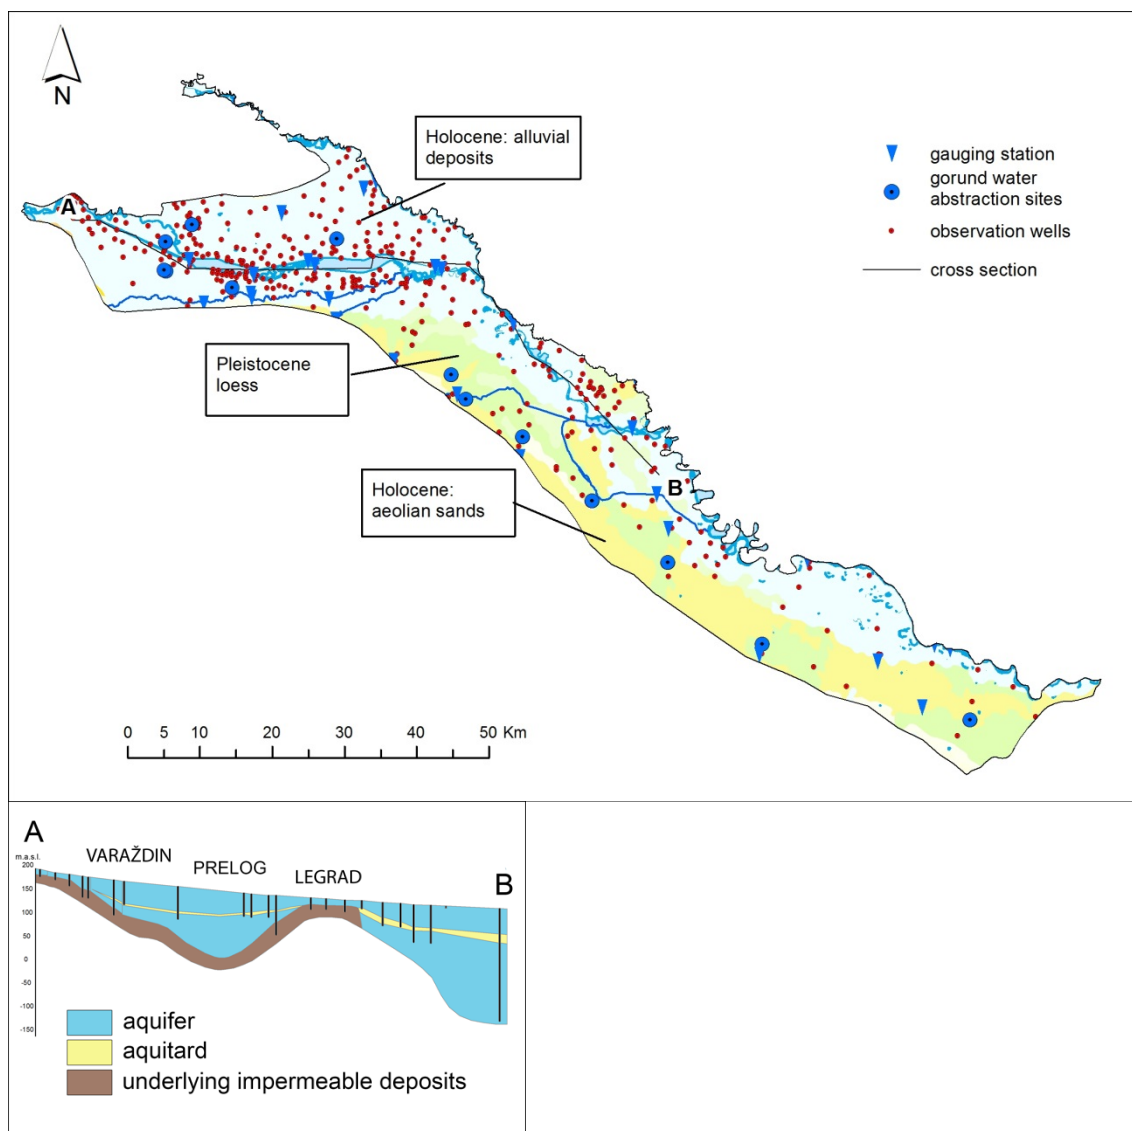 N
Holocene: alluvial
deposits
gauging station
gorund water
abstraction sites
observation wells
cross section
A
Pleistocene
loess
Holocene:
aeolian sands
B
0 5 10 20 30 40 50 Km
A
m.a.s.l.
VARAŽDIN
PRELOG
LEGRAD
B
200
150
100
50
0
-50
-100
-150
aquifer
aquitard
underlying impermeable deposits